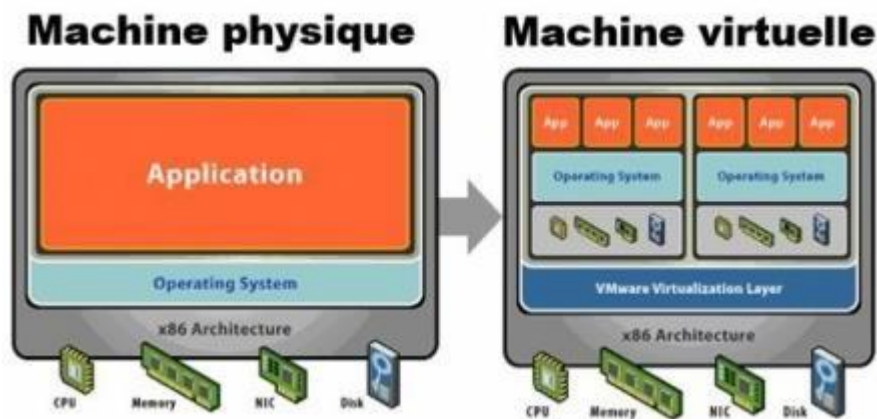 Machine physique
Application
Operating System
x86 Architecture
CPU
Memory
NIC
Disk
Machine virtuelle
App App App
App App App
Operating System
Operating System
VMware Virtualization Layer
x86 Architecture
CPU
Memory
NIC
Disk